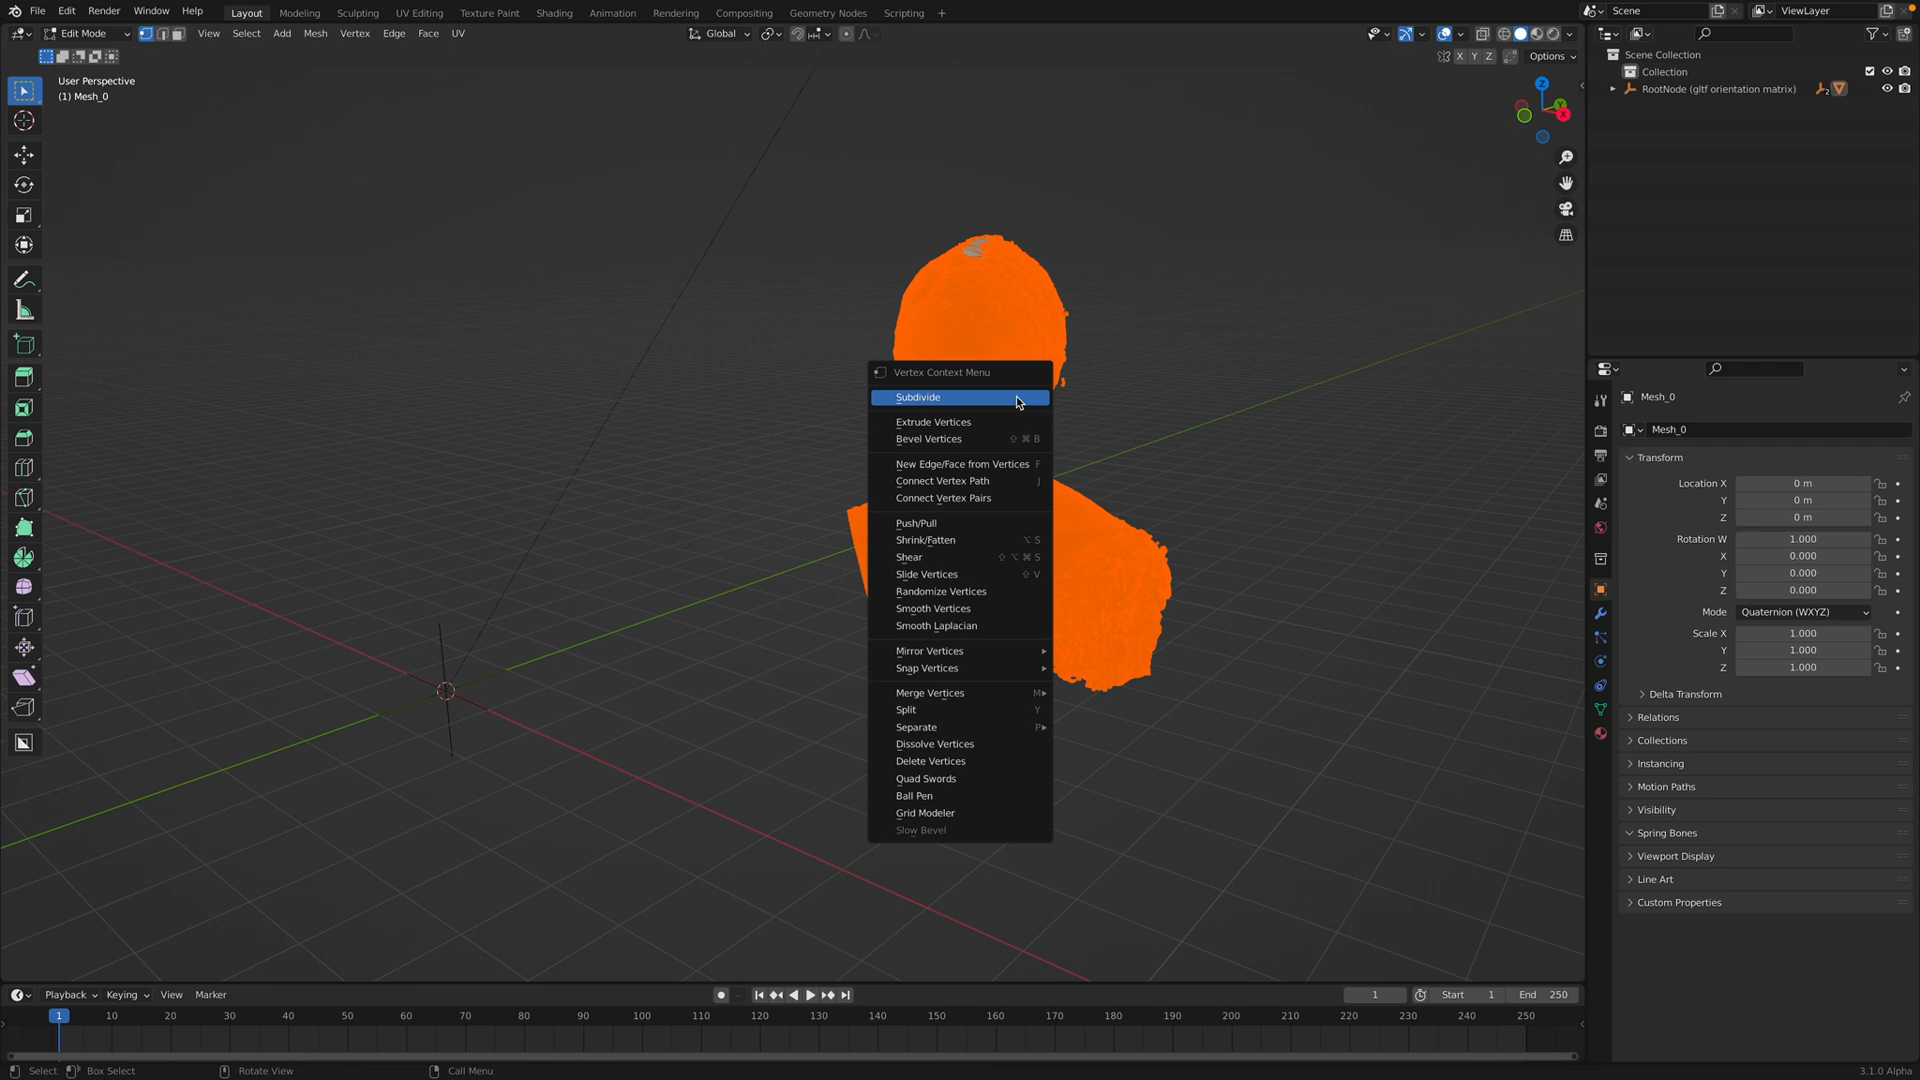 File Edit Render Window Help Layout Modeling Sculpting UV Editing Texture Paint Shading Animation Rendering Compositing Geometry Nodes Scripting + Scene ViewLayer
Edit Mode View Select Add Mesh Vertex Edge Face UV Global
X Y Z Options
User Perspective
(1) Mesh_0
Z
Y
X
Scene Collection
Collection
RootNode (gltf orientation matrix) 2
Vertex Context Menu
Subdivide
Extrude Vertices
Bevel Vertices ⇧ ⌘ B
New Edge/Face from Vertices F
Connect Vertex Path J
Connect Vertex Pairs
Push/Pull
Shrink/Fatten ⌥ S
Shear ⇧ ⌥ ⌘ S
Slide Vertices ⇧ V
Randomize Vertices
Smooth Vertices
Smooth Laplacian
Mirror Vertices
Snap Vertices
Merge Vertices M
Split Y
Separate P
Dissolve Vertices
Delete Vertices
Quad Swords
Ball Pen
Grid Modeler
Slow Bevel
Mesh_0
Mesh_0
Transform
Location X 0 m
Y 0 m
Z 0 m
Rotation W 1.000
X 0.000
Y 0.000
Z 0.000
Mode Quaternion (WXYZ)
Scale X 1.000
Y 1.000
Z 1.000
Delta Transform
Relations
Collections
Instancing
Motion Paths
Visibility
Spring Bones
Viewport Display
Line Art
Custom Properties
Playback Keying View Marker 1 Start 1 End 250
1 10 20 30 40 50 60 70 80 90 100 110 120 130 140 150 160 170 180 190 200 210 220 230 240 250
Select Box Select Rotate View Call Menu 3.1.0 Alpha